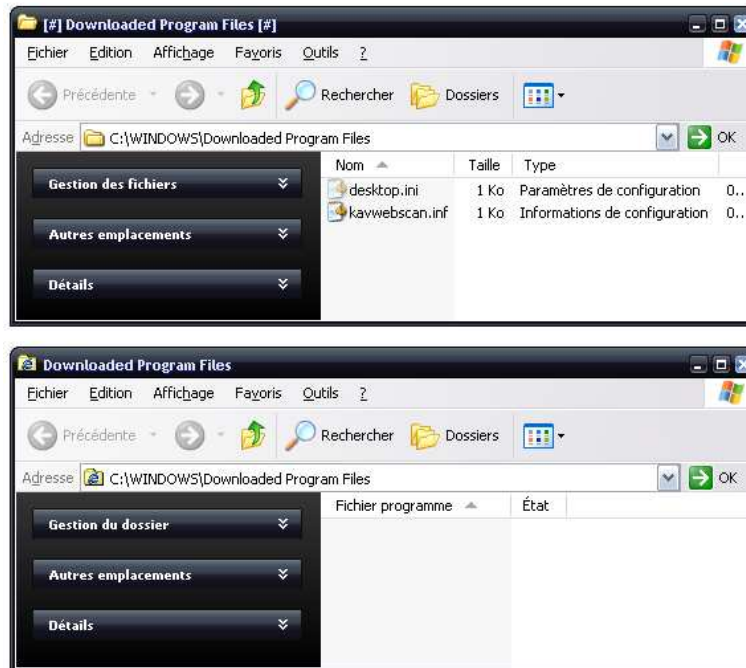 [#] Downloaded Program Files [#]
Fichier Edition Affichage Favoris Outils ?
Précédente Rechercher Dossiers
Adresse C:\WINDOWS\Downloaded Program Files OK
Nom Taille Type
Gestion des fichiers
desktop.ini 1 Ko Paramètres de configuration 0..
kavwebscan.inf 1 Ko Informations de configuration 0..
Autres emplacements
Détails
Downloaded Program Files
Fichier Edition Affichage Favoris Outils ?
Précédente Rechercher Dossiers
Adresse C:\WINDOWS\Downloaded Program Files OK
Fichier programme État
Gestion du dossier
Autres emplacements
Détails